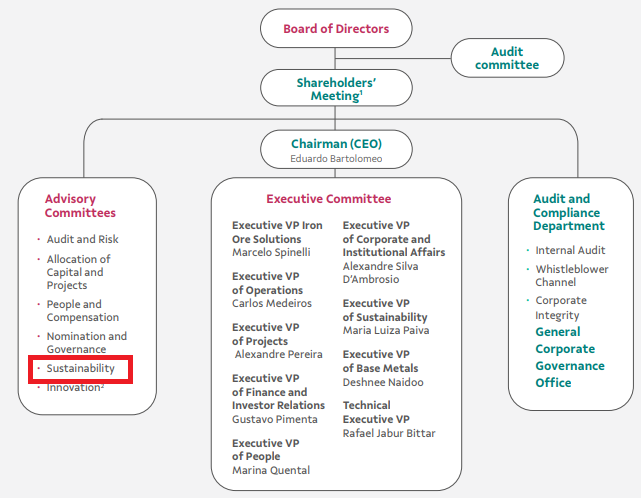 Board of Directors
Audit
committee
Shareholders'
Meeting¹
Chairman (CEO)
Eduardo Bartolomeo
Advisory
Committees
• Audit and Risk
• Allocation of
Capital and
Projects
• People and
Compensation
• Nomination and
Governance
• Sustainability
• Innovation²
Executive Committee
Executive VP Iron
Ore Solutions
Marcelo Spinelli
Executive VP
of Operations
Carlos Medeiros
Executive VP
of Projects
Alexandre Pereira
Executive VP
of Finance and
Investor Relations
Gustavo Pimenta
Executive VP
of People
Marina Quental
Executive VP
of Corporate and
Institutional Affairs
Alexandre Silva
D'Ambrosio
Executive VP
of Sustainability
Maria Luiza Paiva
Executive VP
of Base Metals
Deshnee Naidoo
Technical
Executive VP
Rafael Jabur Bittar
Audit and
Compliance
Department
• Internal Audit
• Whistleblower
Channel
• Corporate
Integrity
General
Corporate
Governance
Office